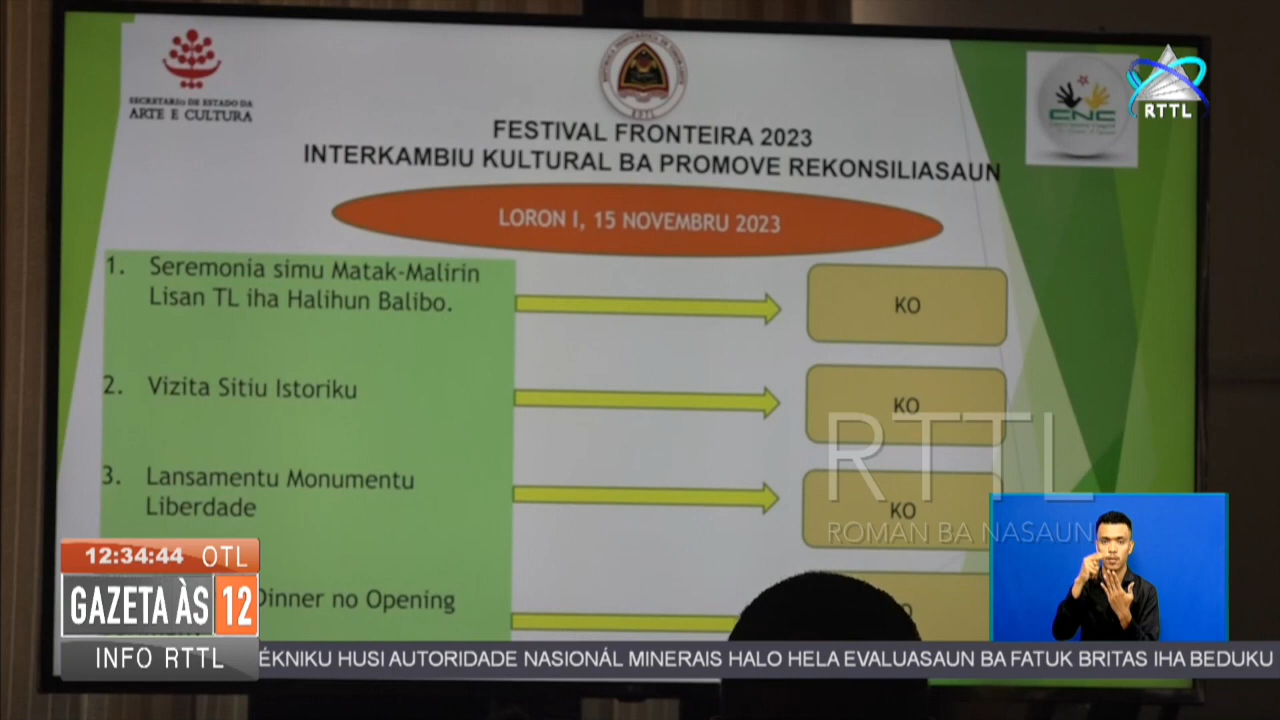 SECRETARIO DE ESTADO DA
ARTE E CULTURA
CNC
RTTL
FESTIVAL FRONTEIRA 2023
INTERKAMBIU KULTURAL BA PROMOVE REKONSILIASAUN
LORON I, 15 NOVEMBRU 2023
1. Seremonia simu Matak-Malirin
Lisan TL iha Halihun Balibo.
KO
2. Vizita Sitiu Istoriku
KO
3. Lansamentu Monumentu
Liberdade
KO
Dinner no Opening
RTTL
ROMAN BA NASAUN
12:34:44 OTL
GAZETA ÀS 12
INFO RTTL
ÉKNIKU HUSI AUTORIDADE NASIONÁL MINERAIS HALO HELA EVALUASAUN BA FATUK BRITAS IHA BEDUKU